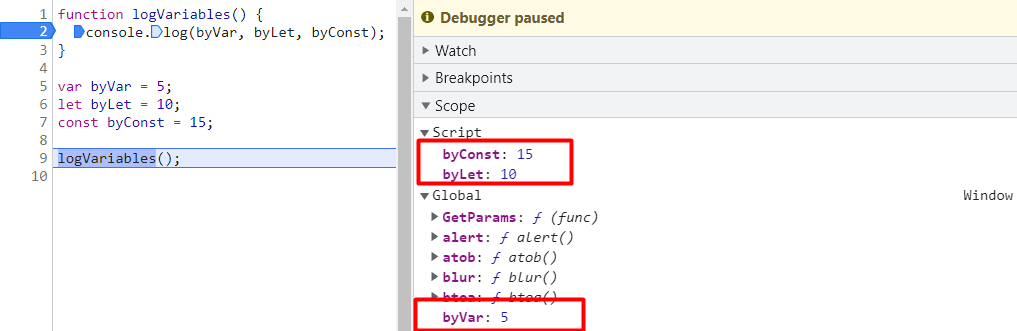 1 function logVariables() {
2 console.log(byVar, byLet, byConst);
3 }
4
5 var byVar = 5;
6 let byLet = 10;
7 const byConst = 15;
8
9 logVariables();
10
Debugger paused
Watch
Breakpoints
Scope
Script
byConst: 15
byLet: 10
Global Window
GetParams: ƒ (func)
alert: ƒ alert()
atob: ƒ atob()
blur: ƒ blur()
btoa: ƒ btoa()
byVar: 5